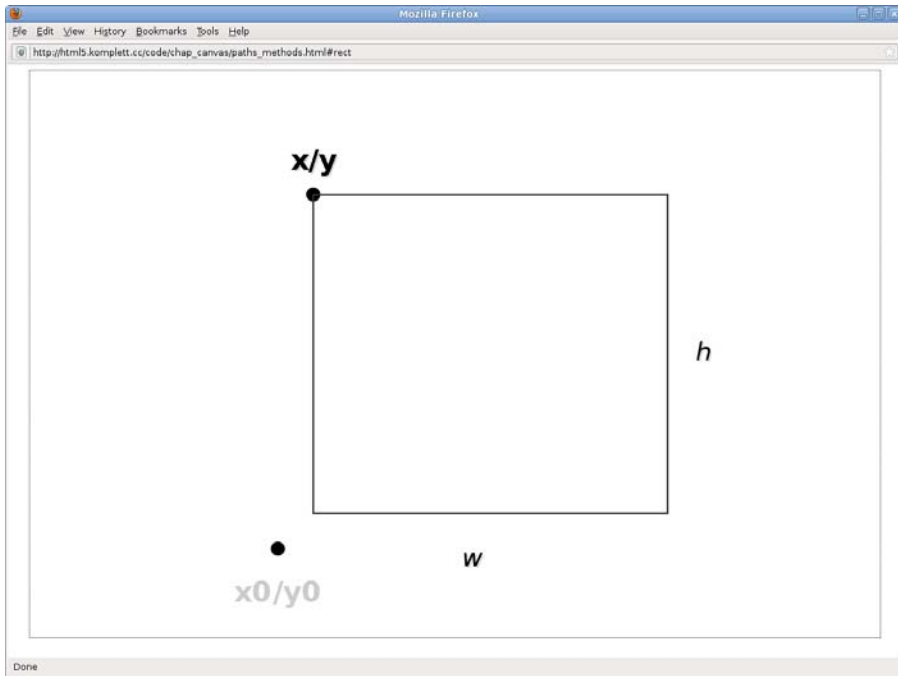 Mozilla Firefox
File Edit View History Bookmarks Tools Help
http://html5.komplett.cc/code/chap_canvas/paths_methods.html#rect
x/y
h
w
x0/y0
Done